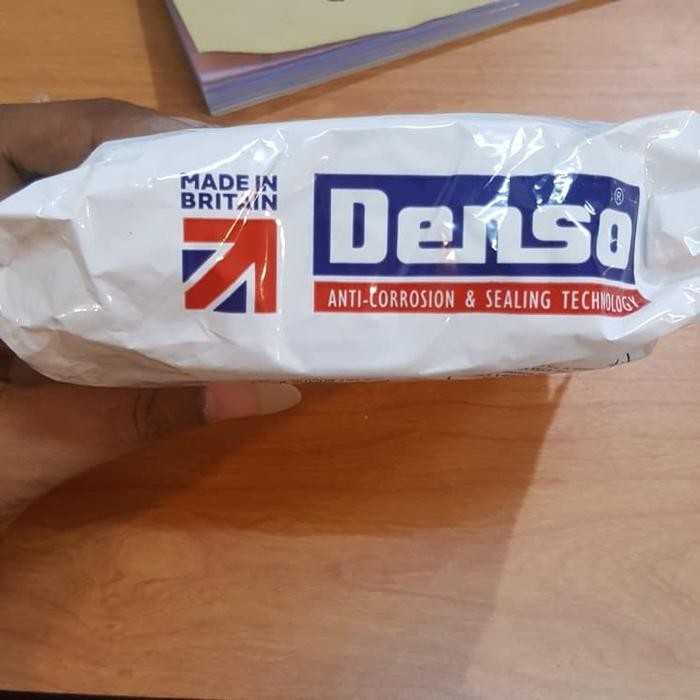 MADE IN
BRITAIN
Denso®
ANTI-CORROSION & SEALING TECHNOLOGY